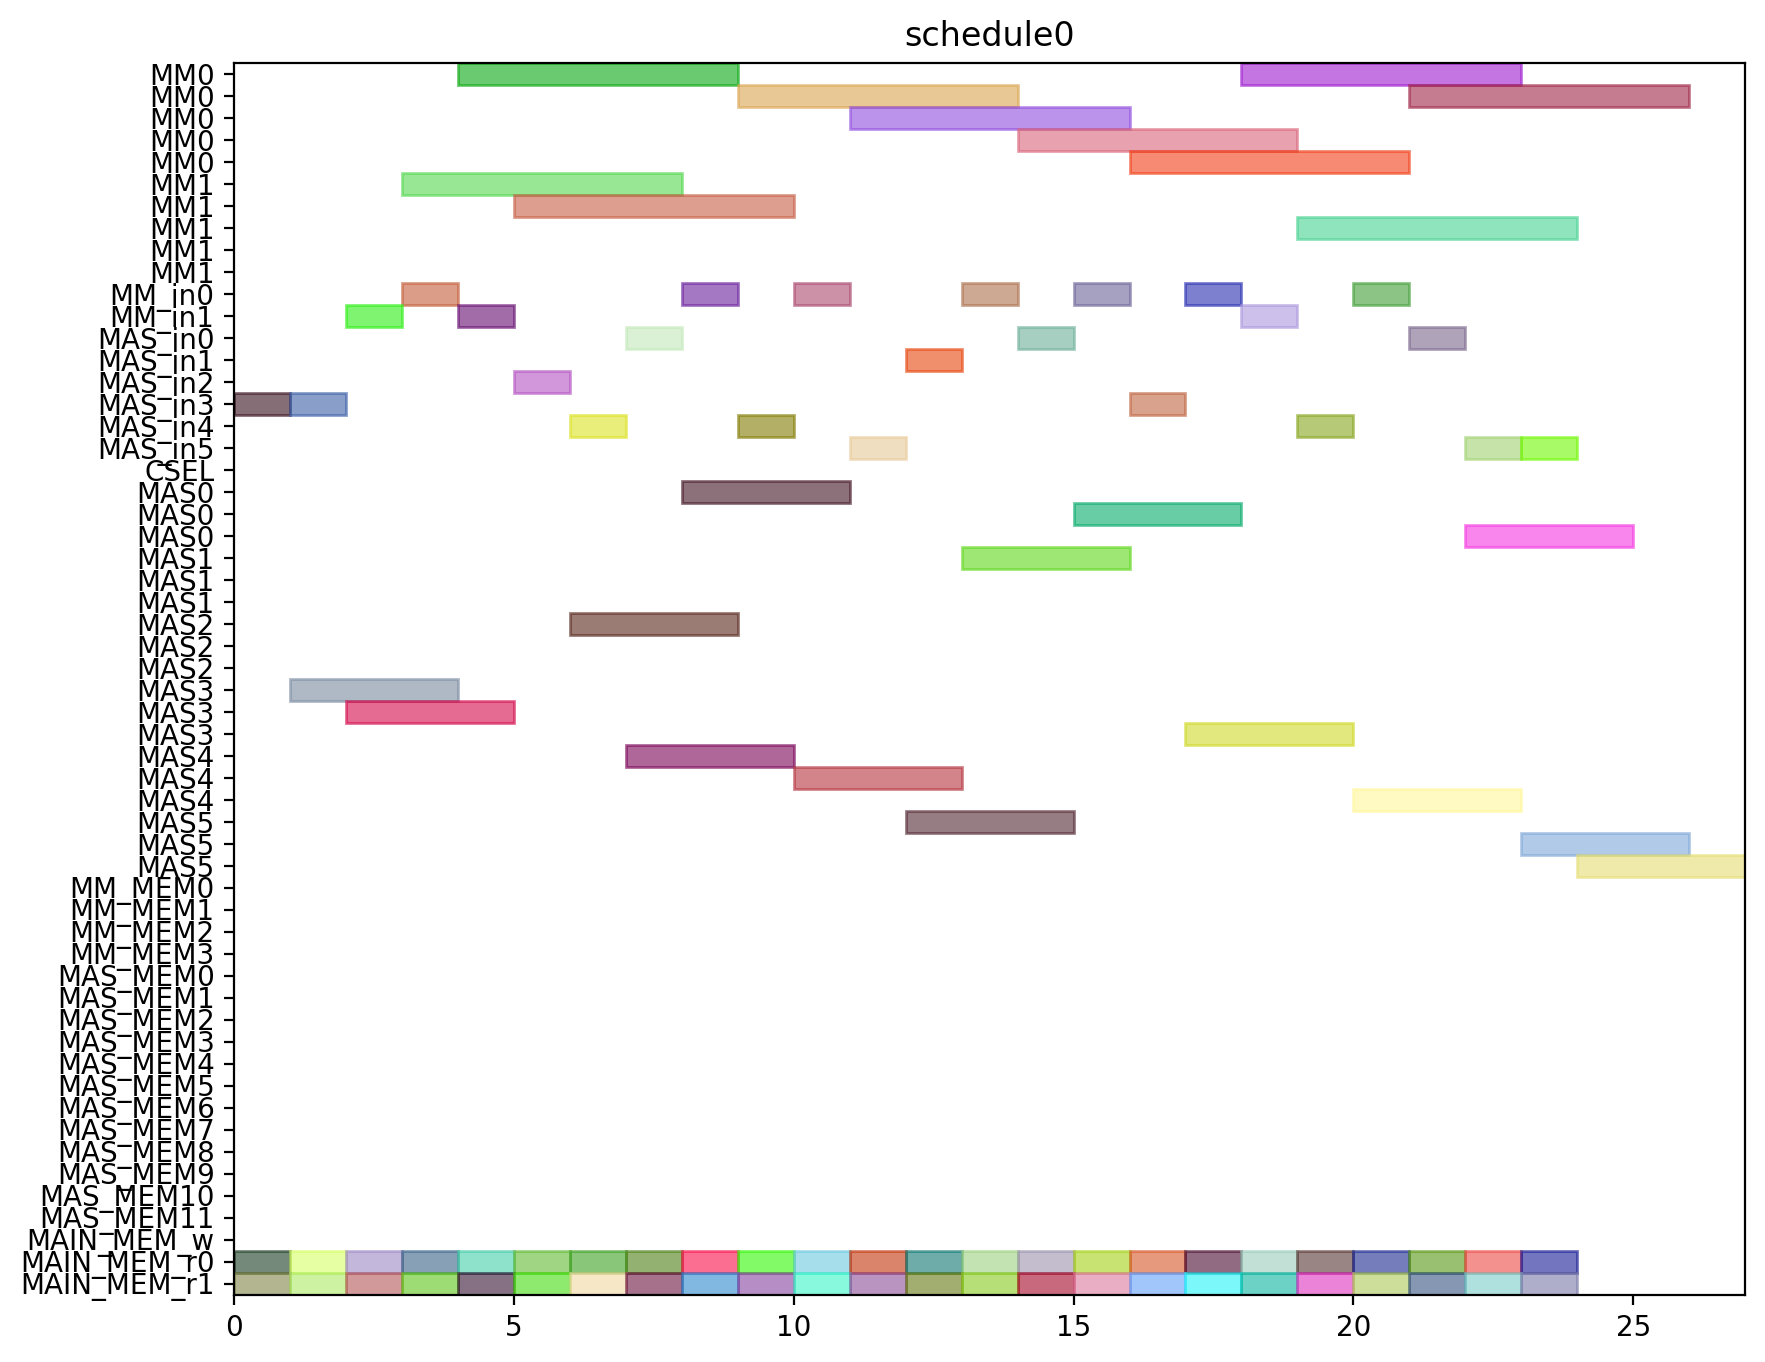 schedule0
MM0
MM0
MM0
MM0
MM0
MM1
MM1
MM1
MM1
MM1
MM_in0
MM_in1
MAS_in0
MAS_in1
MAS_in2
MAS_in3
MAS_in4
MAS_in5
CSEL
MAS0
MAS0
MAS0
MAS1
MAS1
MAS1
MAS2
MAS2
MAS2
MAS3
MAS3
MAS3
MAS4
MAS4
MAS4
MAS5
MAS5
MAS5
MM_MEM0
MM_MEM1
MM_MEM2
MM_MEM3
MAS_MEM0
MAS_MEM1
MAS_MEM2
MAS_MEM3
MAS_MEM4
MAS_MEM5
MAS_MEM6
MAS_MEM7
MAS_MEM8
MAS_MEM9
MAS_MEM10
MAS_MEM11
MAIN_MEM_w
MAIN_MEM_r0
MAIN_MEM_r1
0 5 10 15 20 25